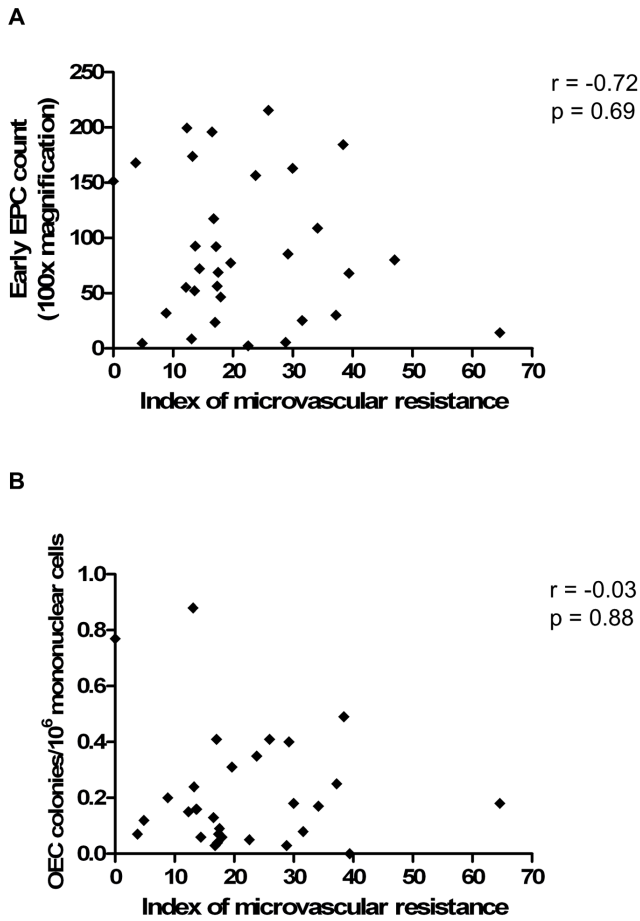 A
r = -0.72
p = 0.69
Early EPC count
(100x magnification)
250
200
150
100
50
0
0 10 20 30 40 50 60 70
Index of microvascular resistance
B
r = -0.03
p = 0.88
OEC colonies/10⁶ mononuclear cells
1.0
0.8
0.6
0.4
0.2
0.0
0 10 20 30 40 50 60 70
Index of microvascular resistance